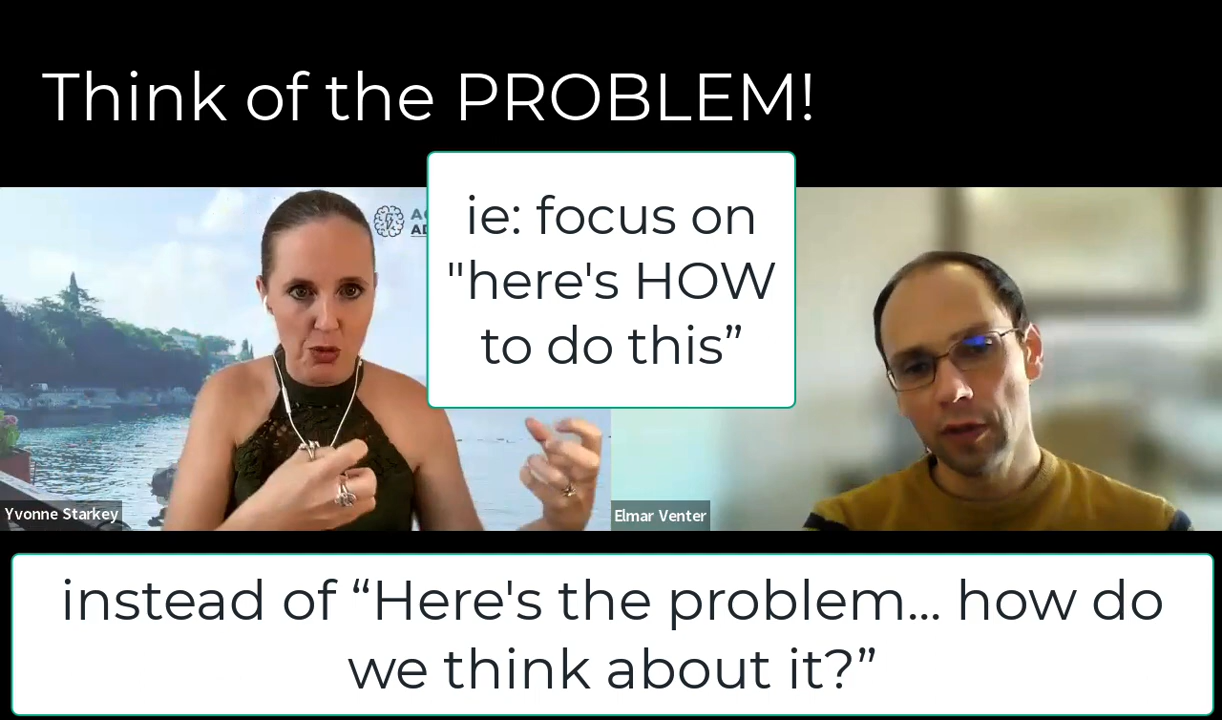 Think of the PROBLEM!
ie: focus on
"here's HOW
to do this”
Yvonne Starkey
Elmar Venter
instead of “Here's the problem... how do
we think about it?”